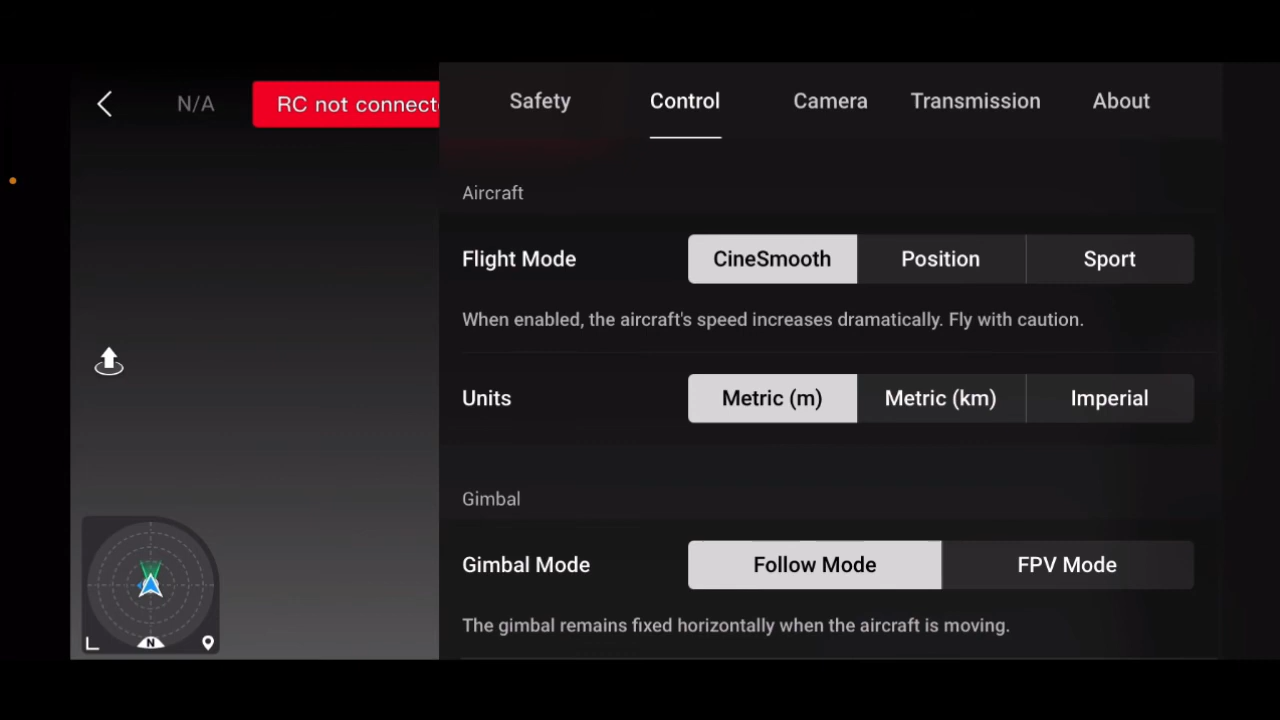 N/A
RC not connect
Safety Control Camera Transmission About
Aircraft
Flight Mode CineSmooth Position Sport
When enabled, the aircraft's speed increases dramatically. Fly with caution.
Units Metric (m) Metric (km) Imperial
Gimbal
Gimbal Mode Follow Mode FPV Mode
The gimbal remains fixed horizontally when the aircraft is moving.
N